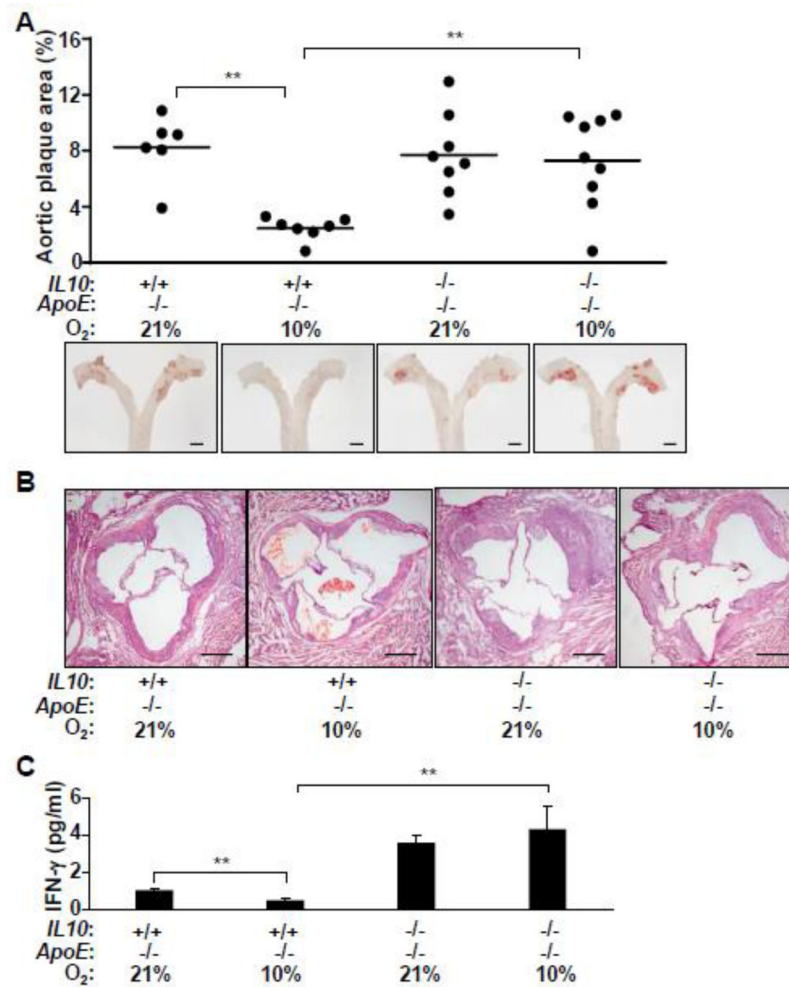 A
Aortic plaque area (%)
16
12
8
4
0
** **
IL10: +/+ +/+ -/- -/-
ApoE: -/- -/- -/- -/-
O₂: 21% 10% 21% 10%
B
IL10: +/+ +/+ -/- -/-
ApoE: -/- -/- -/- -/-
O₂: 21% 10% 21% 10%
C
IFN-γ (pg/ml)
6
4
2
0
** **
IL10: +/+ +/+ -/- -/-
ApoE: -/- -/- -/- -/-
O₂: 21% 10% 21% 10%